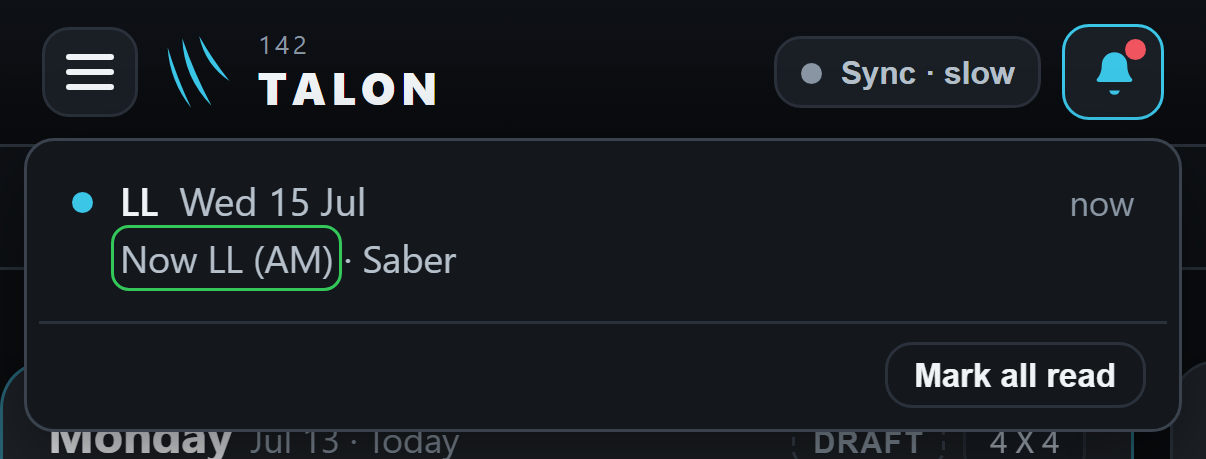 142
TALON
Sync · slow
LL Wed 15 Jul
now
Now LL (AM) · Saber
Mark all read
Monday Jul 13 · Today
DRAFT
4 X 4